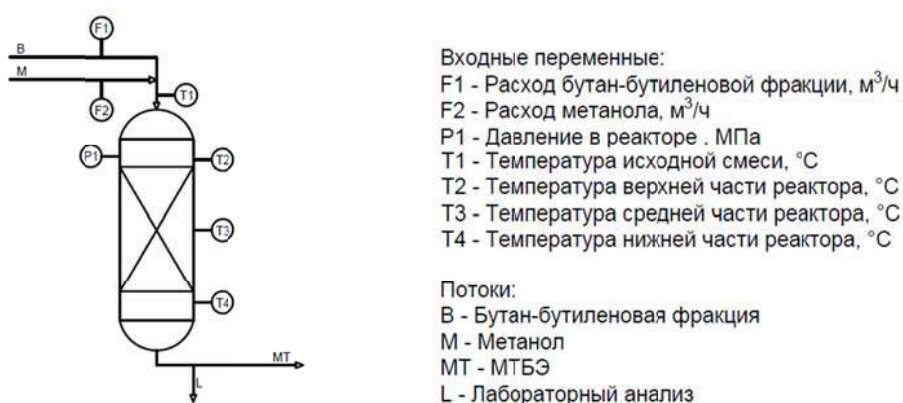 F1
B
M
F2
T1
P1
T2
T3
T4
МТ
L
Входные переменные:
F1 - Расход бутан-бутиленовой фракции, м³/ч
F2 - Расход метанола, м³/ч
P1 - Давление в реакторе . МПа
T1 - Температура исходной смеси, °C
T2 - Температура верхней части реактора, °C
T3 - Температура средней части реактора, °C
T4 - Температура нижней части реактора, °C
Потоки:
B - Бутан-бутиленовая фракция
M - Метанол
МТ - МТБЭ
L - Лабораторный анализ